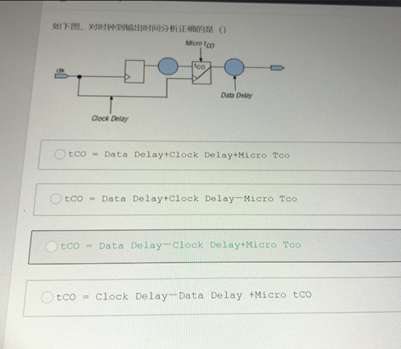 如下图，对时钟到输出时间分析正确的是（）
Micro tCO
clk
tco
Data Delay
Clock Delay
tCO = Data Delay+Clock Delay+Micro Tco
tCO = Data Delay+Clock Delay－Micro Tco
tCO = Data Delay－Clock Delay+Micro Tco
tCO = Clock Delay－Data Delay +Micro tCO